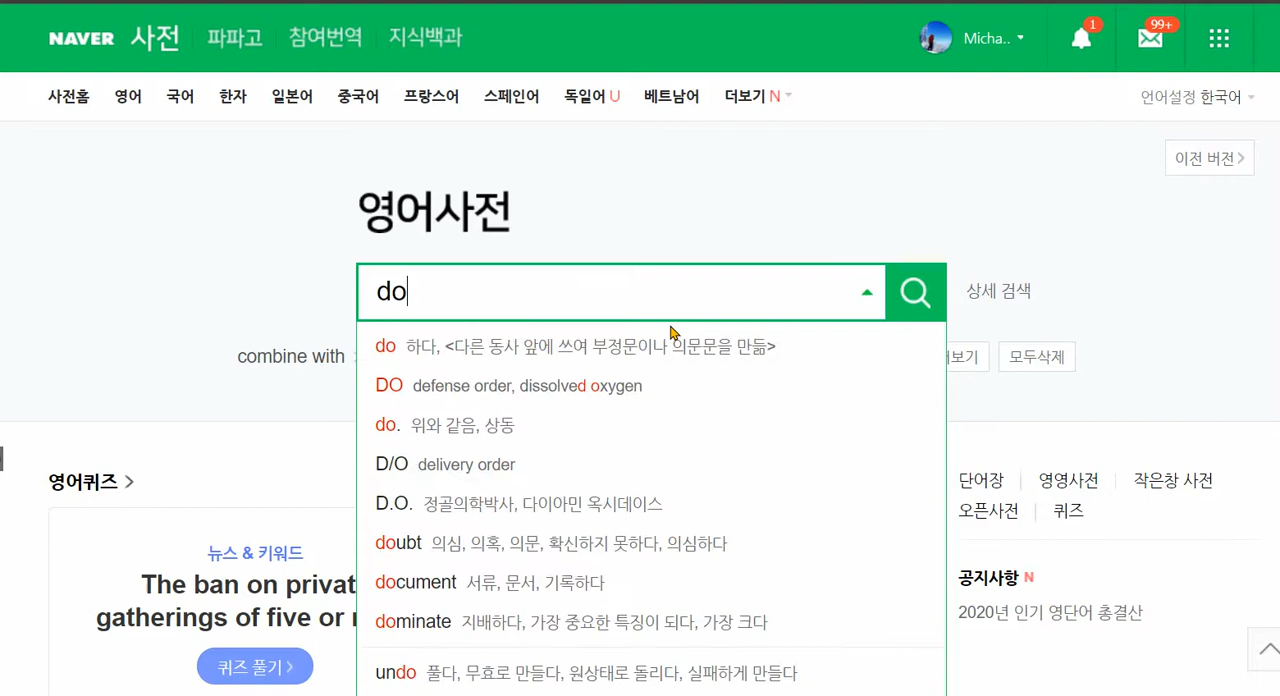 NAVER 사전 파파고 참여번역 지식백과 Micha.. 1 99+
사전홈 영어 국어 한자 일본어 중국어 프랑스어 스페인어 독일어 U 베트남어 더보기 N 언어설정 한국어
이전 버전
영어사전
do 상세 검색
combine with 모두삭제
do 하다, <다른 동사 앞에 쓰여 부정문이나 의문문을 만듦>
DO defense order, dissolved oxygen
do. 위와 같음, 상동
D/O delivery order
D.O. 정골의학박사, 다이아민 옥시데이스
doubt 의심, 의혹, 의문, 확신하지 못하다, 의심하다
document 서류, 문서, 기록하다
dominate 지배하다, 가장 중요한 특징이 되다, 가장 크다
undo 풀다, 무효로 만들다, 원상태로 돌리다, 실패하게 만들다
영어퀴즈
뉴스 & 키워드
The ban on privat
gatherings of five or
퀴즈 풀기
단어장 영영사전 작은창 사전
오픈사전 퀴즈
공지사항 N
2020년 인기 영단어 총결산